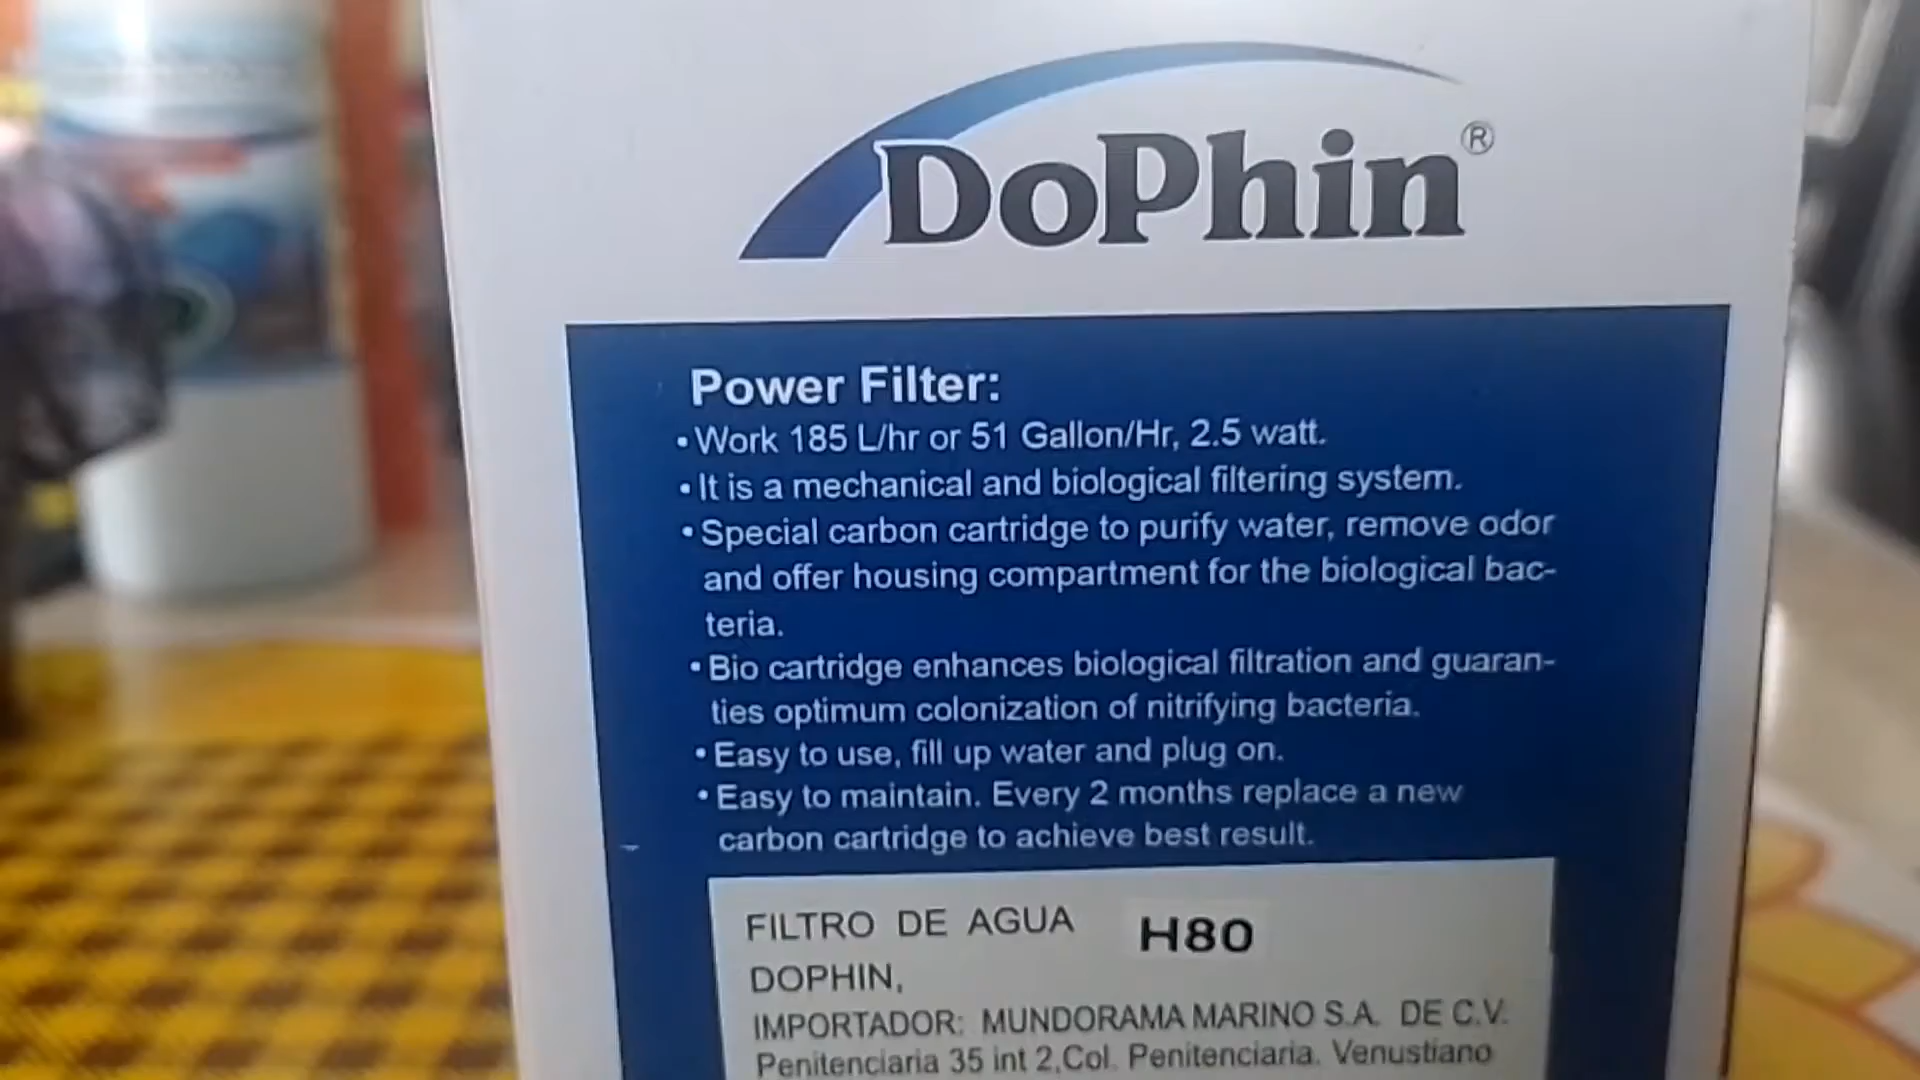 DoPhin®
Power Filter:
• Work 185 L/hr or 51 Gallon/Hr, 2.5 watt.
• It is a mechanical and biological filtering system.
• Special carbon cartridge to purify water, remove odor
and offer housing compartment for the biological bac-
teria.
• Bio cartridge enhances biological filtration and guaran-
ties optimum colonization of nitrifying bacteria.
• Easy to use, fill up water and plug on.
• Easy to maintain. Every 2 months replace a new
carbon cartridge to achieve best result.
FILTRO DE AGUA H80
DOPHIN,
IMPORTADOR: MUNDORAMA MARINO S.A. DE C.V.
Penitenciaria 35 int 2,Col. Penitenciaria. Venustiano